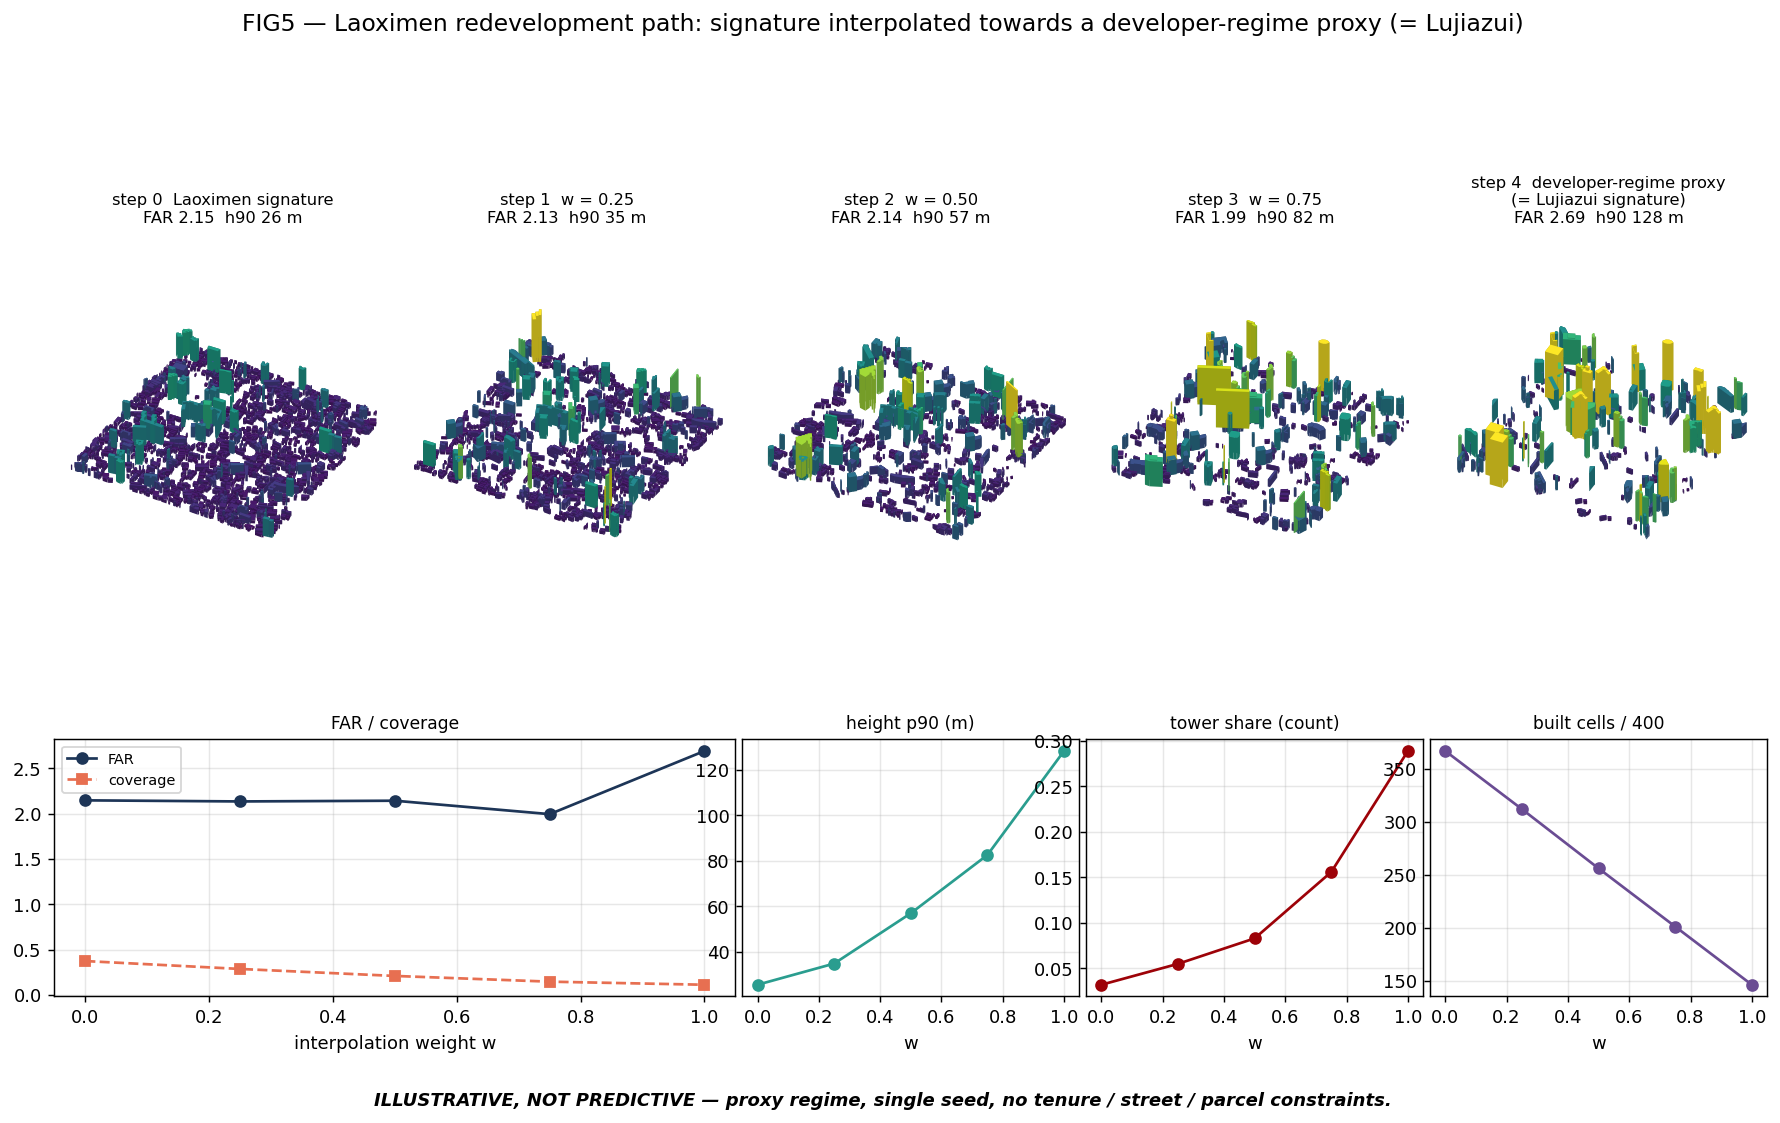 FIG5 — Laoximen redevelopment path: signature interpolated towards a developer-regime proxy (= Lujiazui)
step 0  Laoximen signature
FAR 2.15  h90 26 m
step 1  w = 0.25
FAR 2.13  h90 35 m
step 2  w = 0.50
FAR 2.14  h90 57 m
step 3  w = 0.75
FAR 1.99  h90 82 m
step 4  developer-regime proxy
(= Lujiazui signature)
FAR 2.69  h90 128 m
FAR / coverage
FAR
coverage
2.5
2.0
1.5
1.0
0.5
0.0
0.0 0.2 0.4 0.6 0.8 1.0
interpolation weight w
height p90 (m)
120
100
80
60
40
0.0 0.2 0.4 0.6 0.8 1.0
w
tower share (count)
0.30
0.25
0.20
0.15
0.10
0.05
0.0 0.2 0.4 0.6 0.8 1.0
w
built cells / 400
350
300
250
200
150
0.0 0.2 0.4 0.6 0.8 1.0
w
ILLUSTRATIVE, NOT PREDICTIVE — proxy regime, single seed, no tenure / street / parcel constraints.